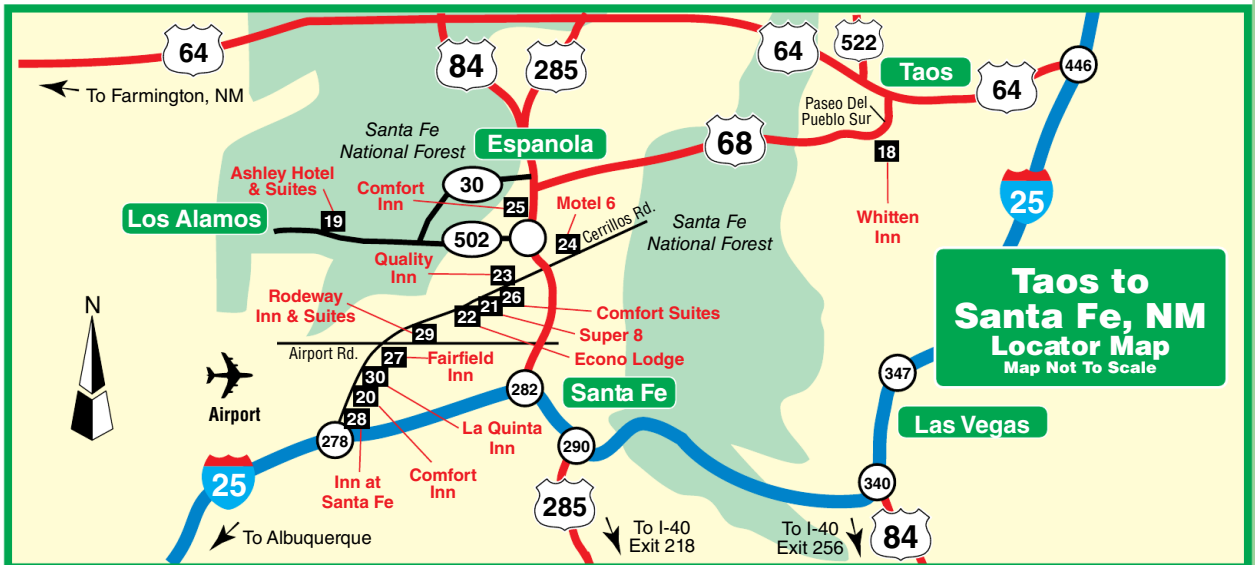 64
84
285
64
522
Taos
64
446
To Farmington, NM
Paseo Del
Pueblo Sur
Santa Fe
National Forest
Espanola
68
18
Ashley Hotel
& Suites
30
Comfort
Inn
25
Motel 6
25
Los Alamos
19
502
24
Cerrillos Rd.
Santa Fe
National Forest
Whitten
Inn
Quality
Inn
23
Taos to
Santa Fe, NM
Locator Map
Map Not To Scale
Rodeway
Inn & Suites
26
21
22
Comfort Suites
Super 8
Econo Lodge
29
Airport Rd.
27
Fairfield
Inn
N
30
20
28
Airport
282
Santa Fe
347
Las Vegas
278
La Quinta
Inn
290
25
Inn at
Santa Fe
Comfort
Inn
340
285
To I-40
Exit 218
To I-40
Exit 256
84
To Albuquerque